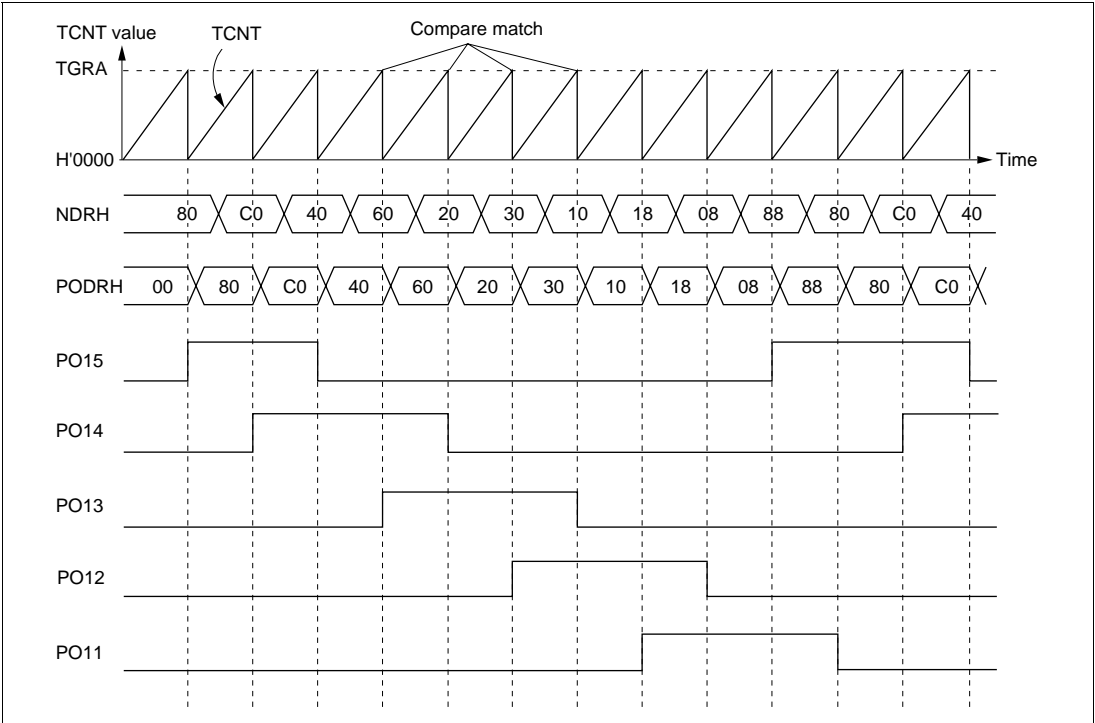 TCNT value
TCNT
Compare match
TGRA
H'0000
Time
NDRH 80 C0 40 60 20 30 10 18 08 88 80 C0 40
PODRH 00 80 C0 40 60 20 30 10 18 08 88 80 C0
PO15
PO14
PO13
PO12
PO11